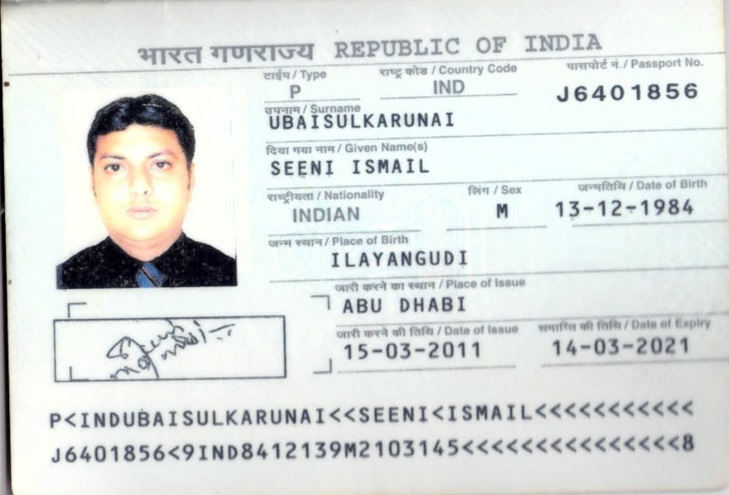 भारत गणराज्य REPUBLIC OF INDIA
टाईप / Type राष्ट्र कोड / Country Code पासपोर्ट नं. / Passport No.
P IND J6401856
उपनाम / Surname
UBAISULKARUNAI
दिया गया नाम / Given Name(s)
SEENI ISMAIL
राष्ट्रीयता / Nationality लिंग / Sex जन्मतिथि / Date of Birth
INDIAN M 13-12-1984
जन्म स्थान / Place of Birth
ILAYANGUDI
जारी करने का स्थान / Place of Issue
ABU DHABI
जारी करने की तिथि / Date of Issue समाप्ति की तिथि / Date of Expiry
15-03-2011 14-03-2021
P<INDUBAISULKARUNAI<<SEENI<ISMAIL<<<<<<<<<<<
J6401856<9IND8412139M2103145<<<<<<<<<<<<<<<8